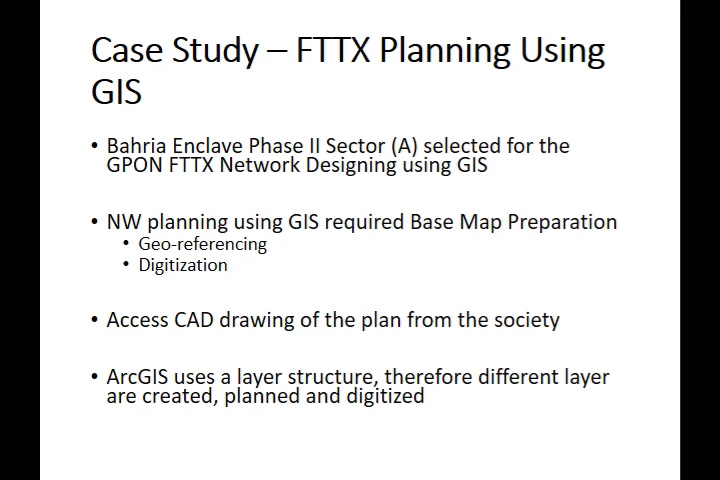 Case Study – FTTX Planning Using
GIS
• Bahria Enclave Phase II Sector (A) selected for the
GPON FTTX Network Designing using GIS
• NW planning using GIS required Base Map Preparation
• Geo-referencing
• Digitization
• Access CAD drawing of the plan from the society
• ArcGIS uses a layer structure, therefore different layer
are created, planned and digitized